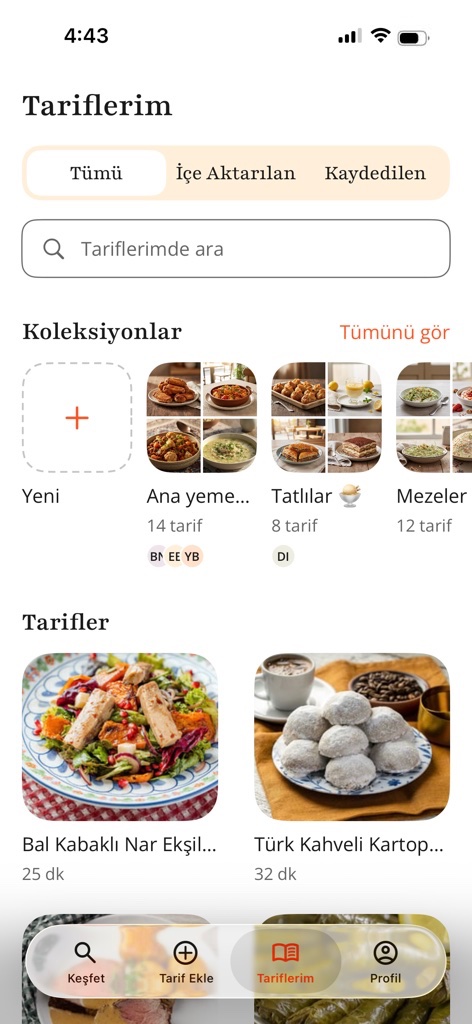 4:43
Tariflerim
Tümü İçe Aktarılan Kaydedilen
Tariflerimde ara
Koleksiyonlar Tümünü gör
Yeni Ana yeme... Tatlılar 🍨 Mezeler
14 tarif 8 tarif 12 tarif
BN EE YB DI
Tarifler
Bal Kabaklı Nar Ekşil... Türk Kahveli Kartop...
25 dk 32 dk
Keşfet Tarif Ekle Tariflerim Profil